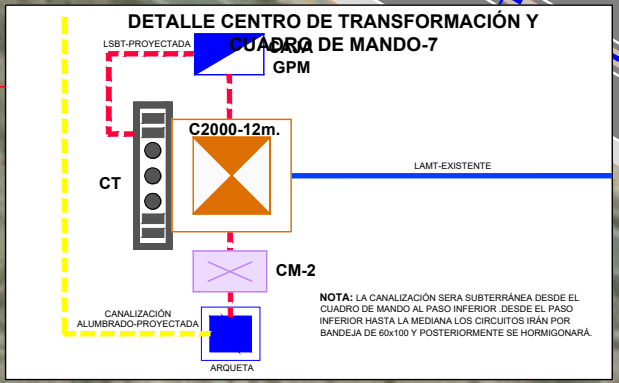 DETALLE CENTRO DE TRANSFORMACIÓN Y
CUADRO DE MANDO-7
LSBT-PROYECTADA
CAJA
GPM
C2000-12m.
CT
LAMT-EXISTENTE
CM-2
CANALIZACIÓN
ALUMBRADO-PROYECTADA
ARQUETA
NOTA: LA CANALIZACIÓN SERA SUBTERRÁNEA DESDE EL
CUADRO DE MANDO AL PASO INFERIOR .DESDE EL PASO
INFERIOR HASTA LA MEDIANA LOS CIRCUITOS IRÁN POR
BANDEJA DE 60x100 Y POSTERIORMENTE SE HORMIGONARÁ.